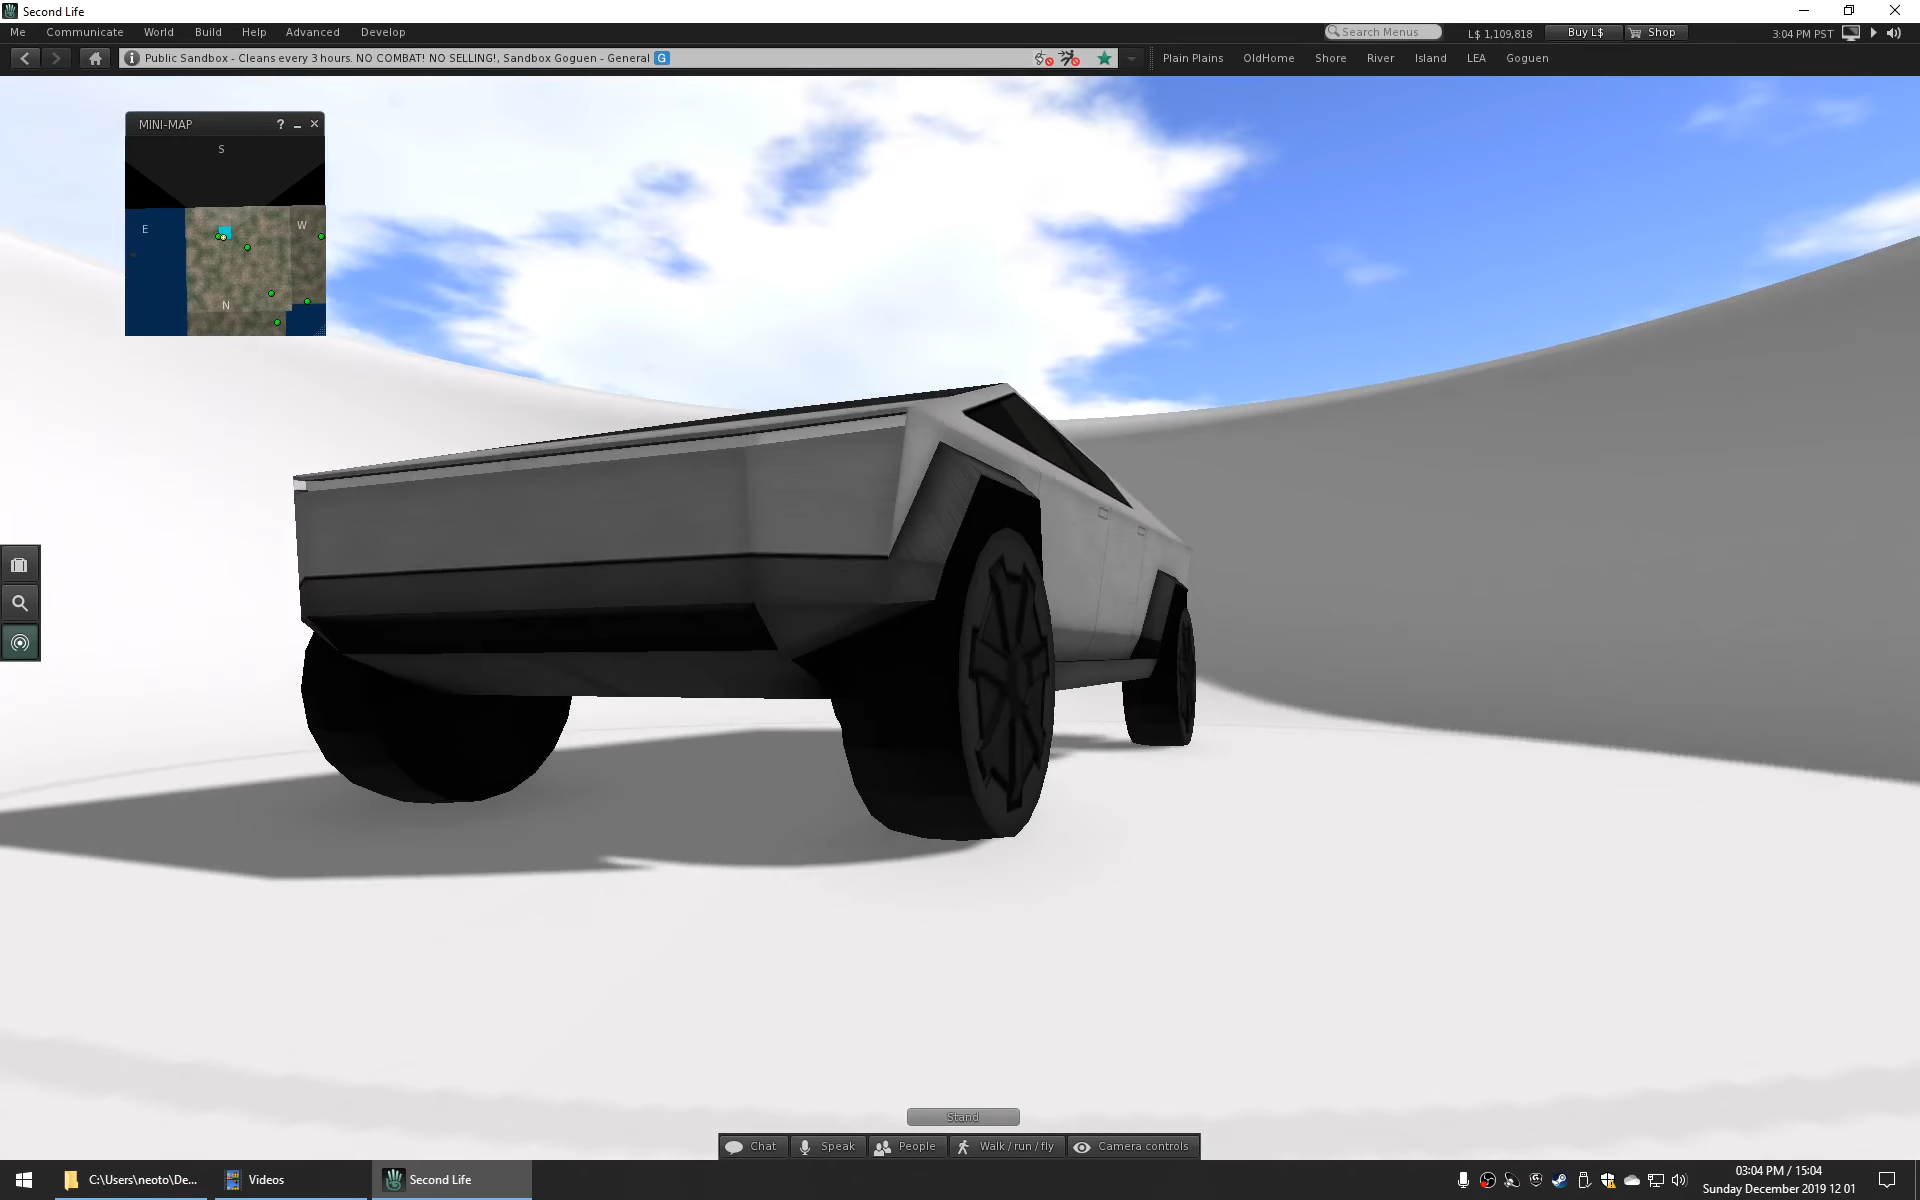 Second Life
Me Communicate World Build Help Advanced Develop
Search Menus
L$ 1,109,818
Buy L$
Shop
3:04 PM PST
Public Sandbox - Cleans every 3 hours. NO COMBAT! NO SELLING!, Sandbox Goguen - General G
Plain Plains OldHome Shore River Island LEA Goguen
MINI-MAP ?
S
E
W
N
Stand
Chat Speak People Walk / run / fly Camera controls
C:\Users\neoto\De...
Videos
Second Life
03:04 PM / 15:04
Sunday December 2019 12 01